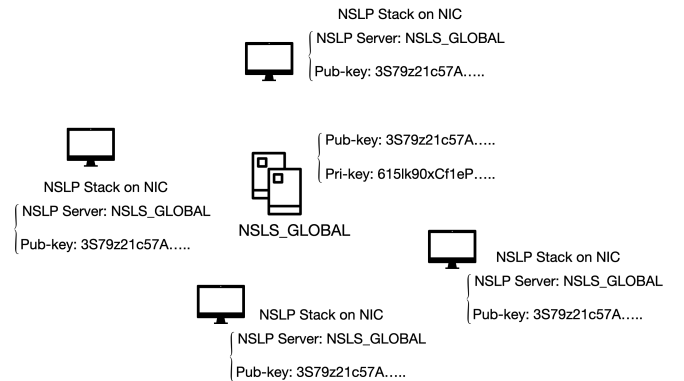 NSLP Stack on NIC
NSLP Server: NSLS_GLOBAL
Pub-key: 3S79z21c57A.....
Pub-key: 3S79z21c57A.....
Pri-key: 615lk90xCf1eP.....
NSLS_GLOBAL
NSLP Stack on NIC
NSLP Server: NSLS_GLOBAL
Pub-key: 3S79z21c57A.....
NSLP Stack on NIC
NSLP Server: NSLS_GLOBAL
Pub-key: 3S79z21c57A.....
NSLP Stack on NIC
NSLP Server: NSLS_GLOBAL
Pub-key: 3S79z21c57A.....